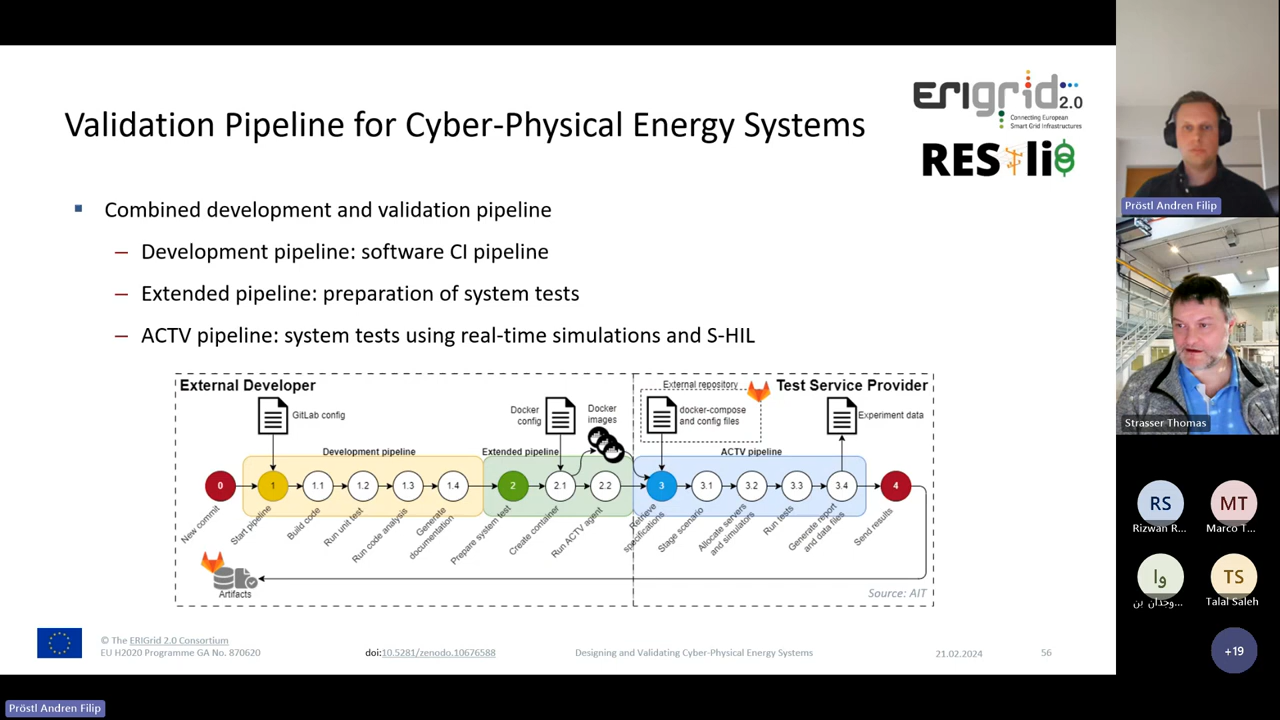 Validation Pipeline for Cyber-Physical Energy Systems
ERIgrid 2.0
Connecting European
Smart Grid Infrastructures
RESili8
Combined development and validation pipeline
– Development pipeline: software CI pipeline
– Extended pipeline: preparation of system tests
– ACTV pipeline: system tests using real-time simulations and S-HIL
External Developer
External repository
Test Service Provider
GitLab config
Docker
config
Docker
images
docker-compose
and config files
Experiment data
Development pipeline
Extended pipeline
ACTV pipeline
0
1
1.1
1.2
1.3
1.4
2
2.1
2.2
3
3.1
3.2
3.3
3.4
4
New commit
Start pipeline
Build code
Run unit test
Run code analysis
Generate
documentation
Prepare system test
Create container
Run ACTV agent
Retrieve
specifications
Stage scenario
Allocate servers
and simulators
Run tests
Generate report
and data files
Send results
Artifacts
Source: AIT
© The ERIGrid 2.0 Consortium
EU H2020 Programme GA No. 870620
doi:10.5281/zenodo.10676588
Designing and Validating Cyber-Physical Energy Systems
21.02.2024
56
Pröstl Andren Filip
Strasser Thomas
RS
Rizwan R...
MT
Marco T...
وا
وجدان بن...
TS
Talal Saleh
+19
Pröstl Andren Filip